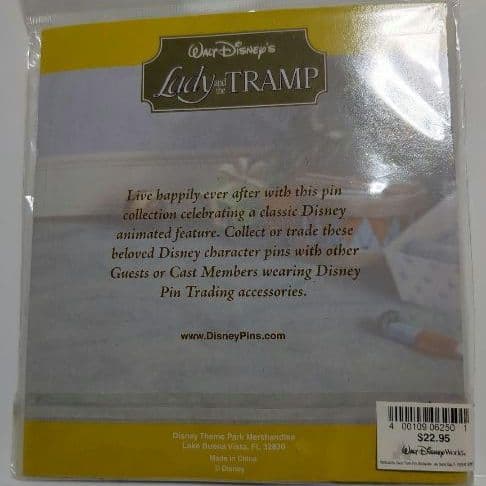 WALT DISNEY'S
Lady and the TRAMP
Live happily ever after with this pin
collection celebrating a classic Disney
animated feature. Collect or trade these
beloved Disney character pins with other
Guests or Cast Members wearing Disney
Pin Trading accessories.
www.DisneyPins.com
Disney Theme Park Merchandise
Lake Buena Vista, FL 32830
Made in China
© Disney
4 00109 06250 1
$22.95
Walt Disney World